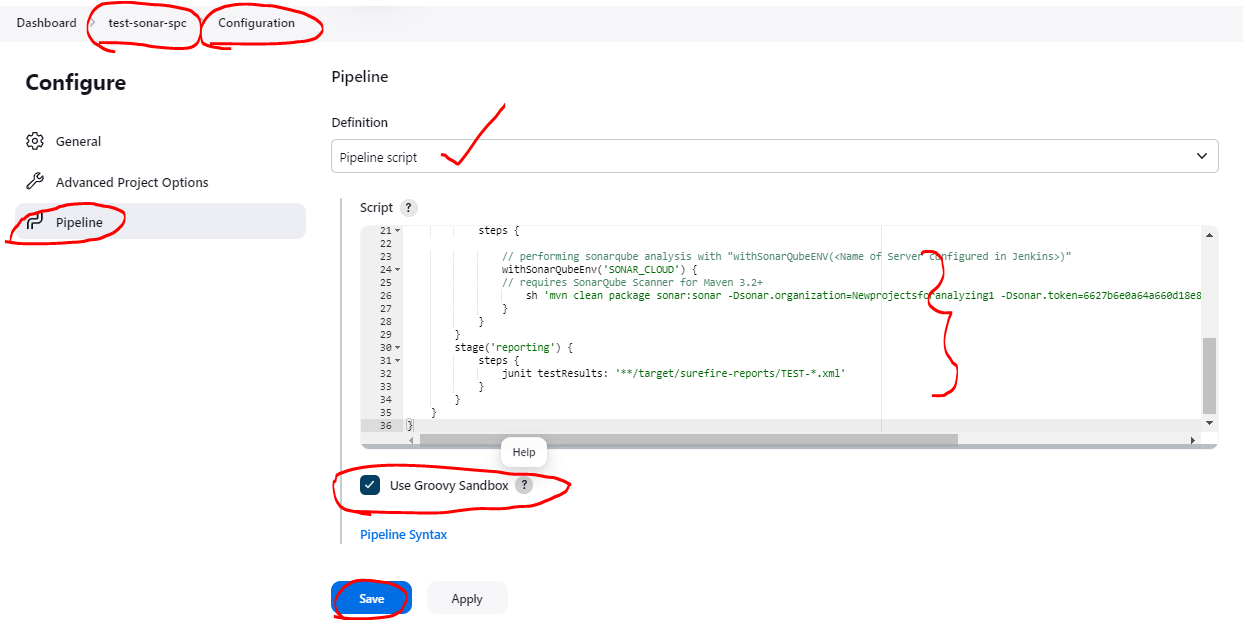 Dashboard > test-sonar-spc Configuration
Configure
General
Advanced Project Options
Pipeline
Pipeline
Definition
Pipeline script
Script ?
21 steps {
22
23 // performing sonarqube analysis with "withSonarQubeENV(<Name of Server configured in Jenkins>)"
24 withSonarQubeEnv('SONAR_CLOUD') {
25 // requires SonarQube Scanner for Maven 3.2+
26 sh 'mvn clean package sonar:sonar -Dsonar.organization=Newprojectsforanalyzing1 -Dsonar.token=6627b6e0a64a660d18e8
27 }
28 }
29 }
30 stage('reporting') {
31 steps {
32 junit testResults: '**/target/surefire-reports/TEST-*.xml'
33 }
34 }
35 }
36 }
Help
Use Groovy Sandbox ?
Pipeline Syntax
Save Apply